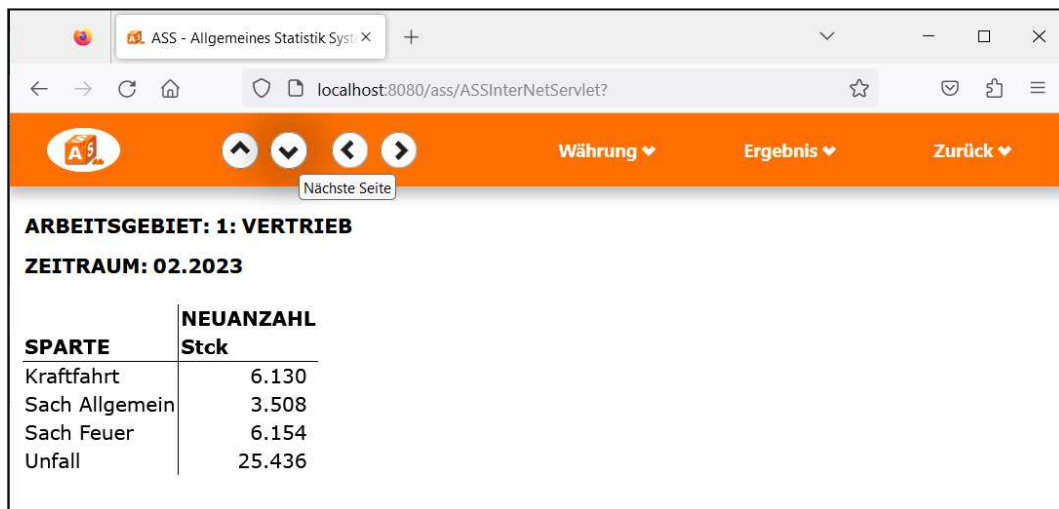 ASS - Allgemeines Statistik Syst
localhost:8080/ass/ASSInterNetServlet?
AS
Währung Ergebnis Zurück
Nächste Seite
ARBEITSGEBIET: 1: VERTRIEB
ZEITRAUM: 02.2023
NEUANZAHL
SPARTE Stck
Kraftfahrt 6.130
Sach Allgemein 3.508
Sach Feuer 6.154
Unfall 25.436